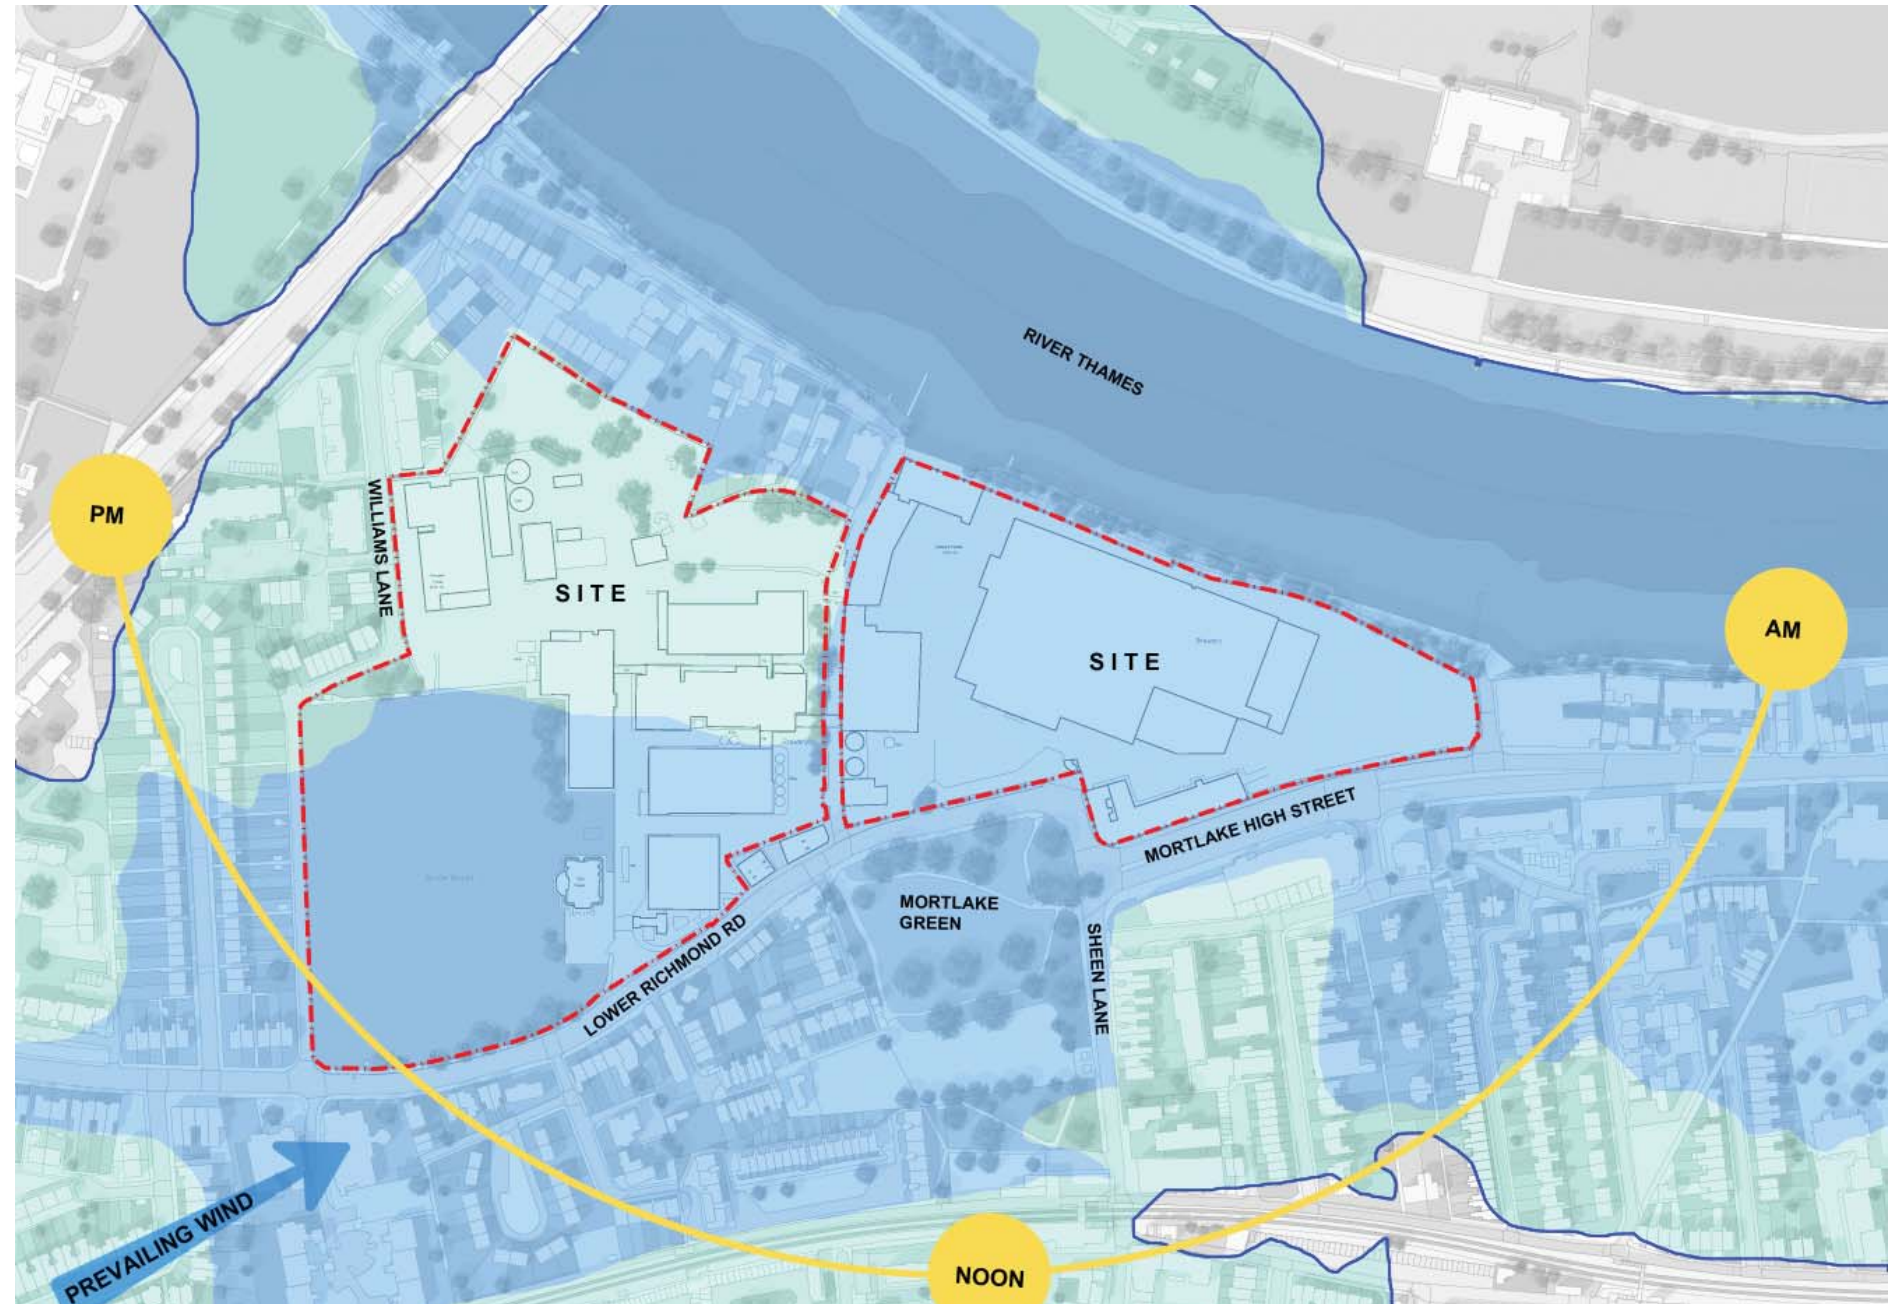 RIVER THAMES
PM
WILLIAMS LANE
SITE
AM
SITE
MORTLAKE HIGH STREET
MORTLAKE
GREEN
LOWER RICHMOND RD
SHEEN LANE
PREVAILING WIND
NOON